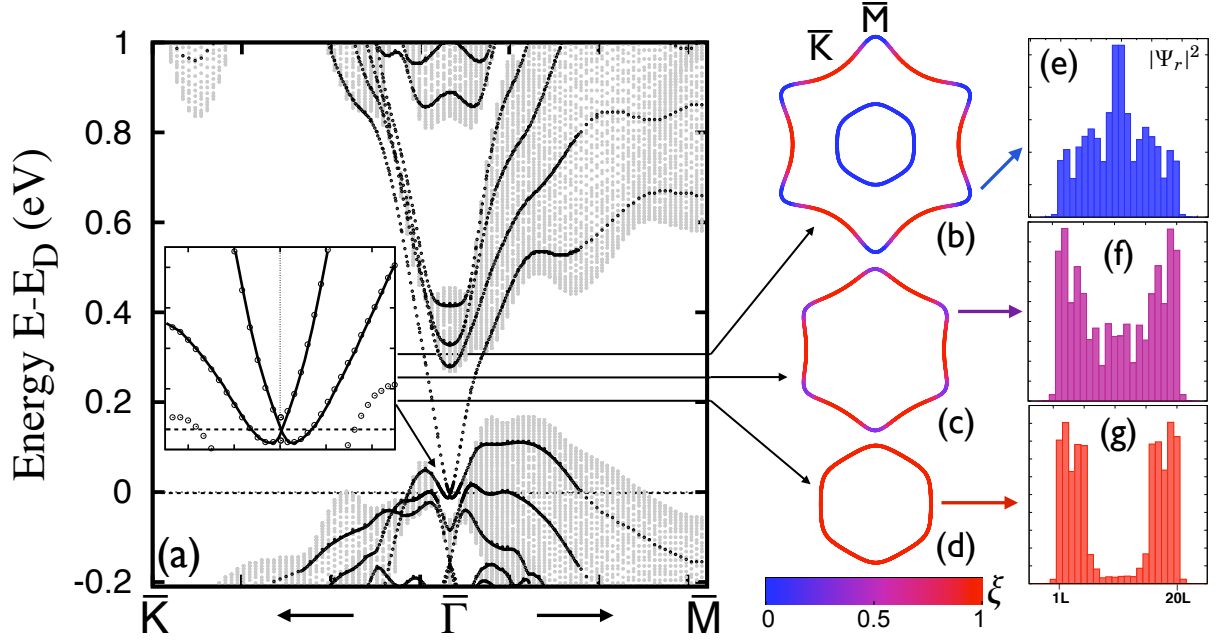 Energy E-E_D (eV)
1
0.8
0.6
0.4
0.2
0
-0.2
(a)
K̅
Γ̅
M̅
K̅
M̅
(b)
(c)
(d)
0
0.5
1
ξ
(e)
|Ψ_r|²
(f)
(g)
1L
20L